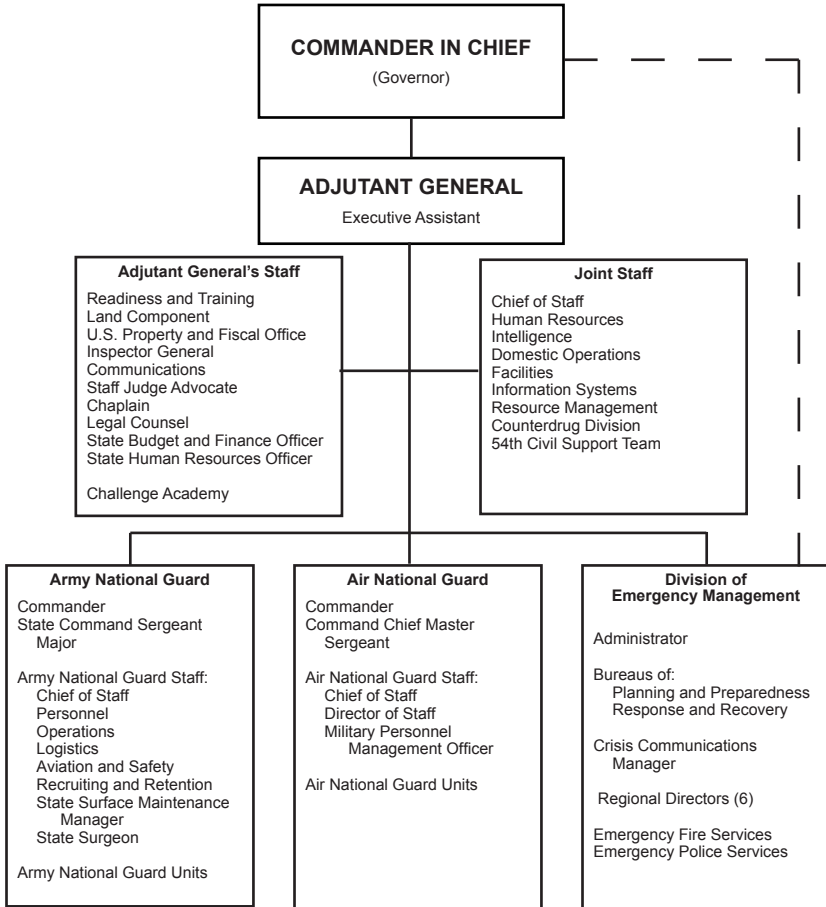 COMMANDER IN CHIEF
(Governor)
ADJUTANT GENERAL
Executive Assistant
Adjutant General’s Staff
Readiness and Training
Land Component
U.S. Property and Fiscal Office
Inspector General
Communications
Staff Judge Advocate
Chaplain
Legal Counsel
State Budget and Finance Officer
State Human Resources Officer
Challenge Academy
Joint Staff
Chief of Staff
Human Resources
Intelligence
Domestic Operations
Facilities
Information Systems
Resource Management
Counterdrug Division
54th Civil Support Team
Army National Guard
Commander
State Command Sergeant
Major
Army National Guard Staff:
Chief of Staff
Personnel
Operations
Logistics
Aviation and Safety
Recruiting and Retention
State Surface Maintenance
Manager
State Surgeon
Army National Guard Units
Air National Guard
Commander
Command Chief Master
Sergeant
Air National Guard Staff:
Chief of Staff
Director of Staff
Military Personnel
Management Officer
Air National Guard Units
Division of
Emergency Management
Administrator
Bureaus of:
Planning and Preparedness
Response and Recovery
Crisis Communications
Manager
Regional Directors (6)
Emergency Fire Services
Emergency Police Services